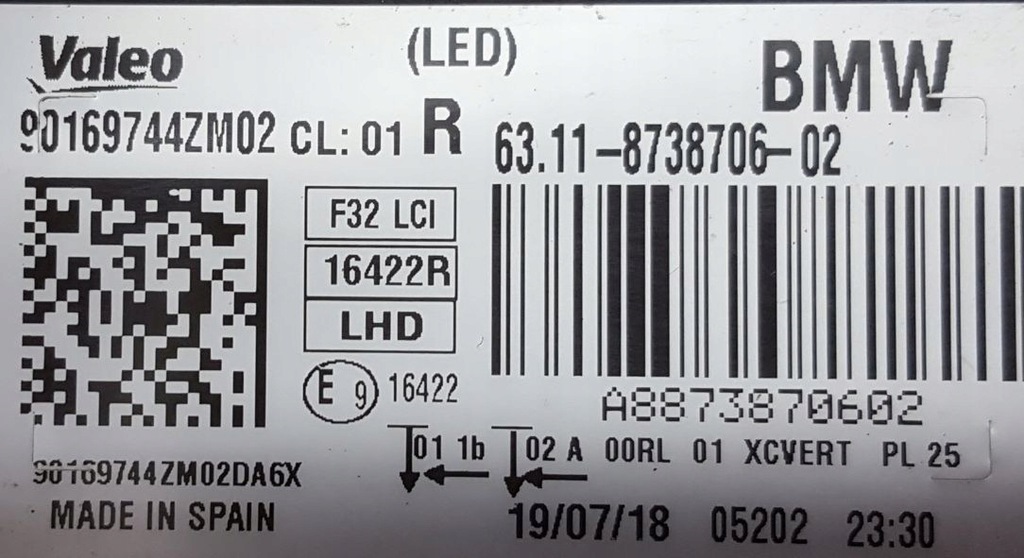 Valeo (LED) BMW
90169744ZM02 CL: 01 R 63.11-8738706-02
F32 LCI
16422R
LHD
E 9 16422
A8873870602
01 1b 02 A 00RL 01 XCVERT PL 25
90169744ZM02DA6X
MADE IN SPAIN 19/07/18 05202 23:30